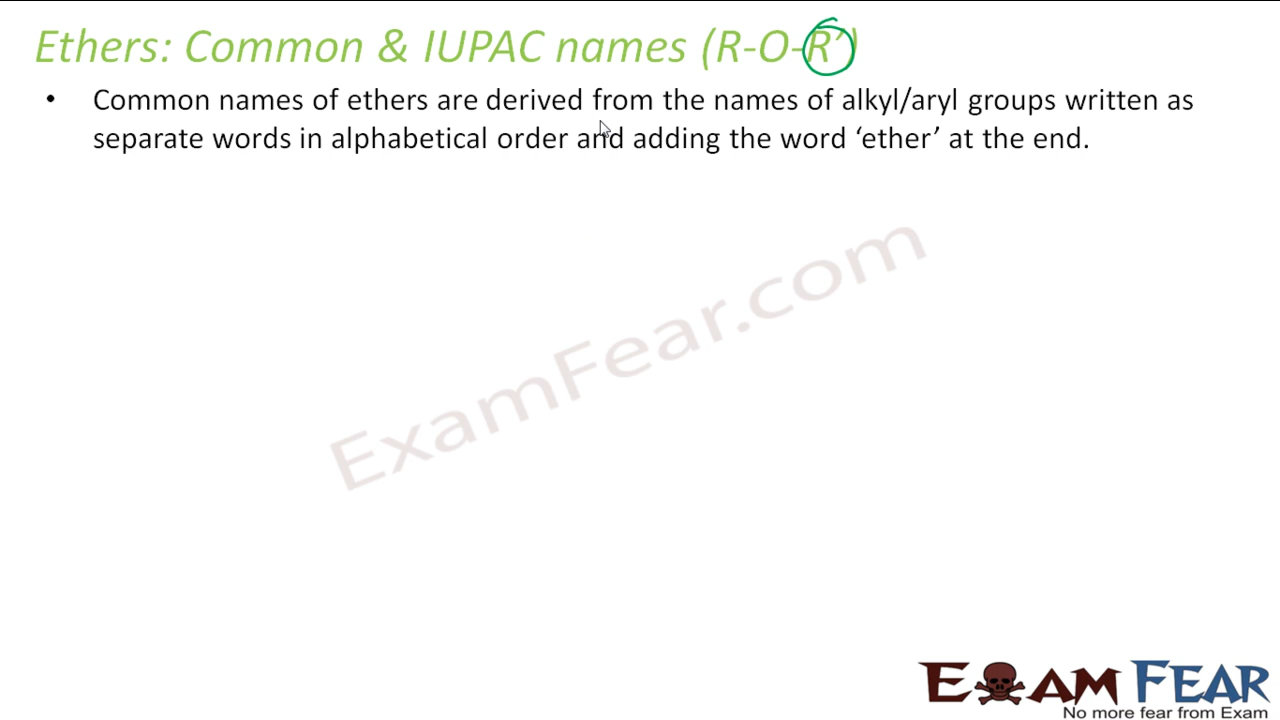 Ethers: Common & IUPAC names (R-O-R’)
• Common names of ethers are derived from the names of alkyl/aryl groups written as
separate words in alphabetical order and adding the word ‘ether’ at the end.
ExamFear.com
EXAM FEAR
No more fear from Exam